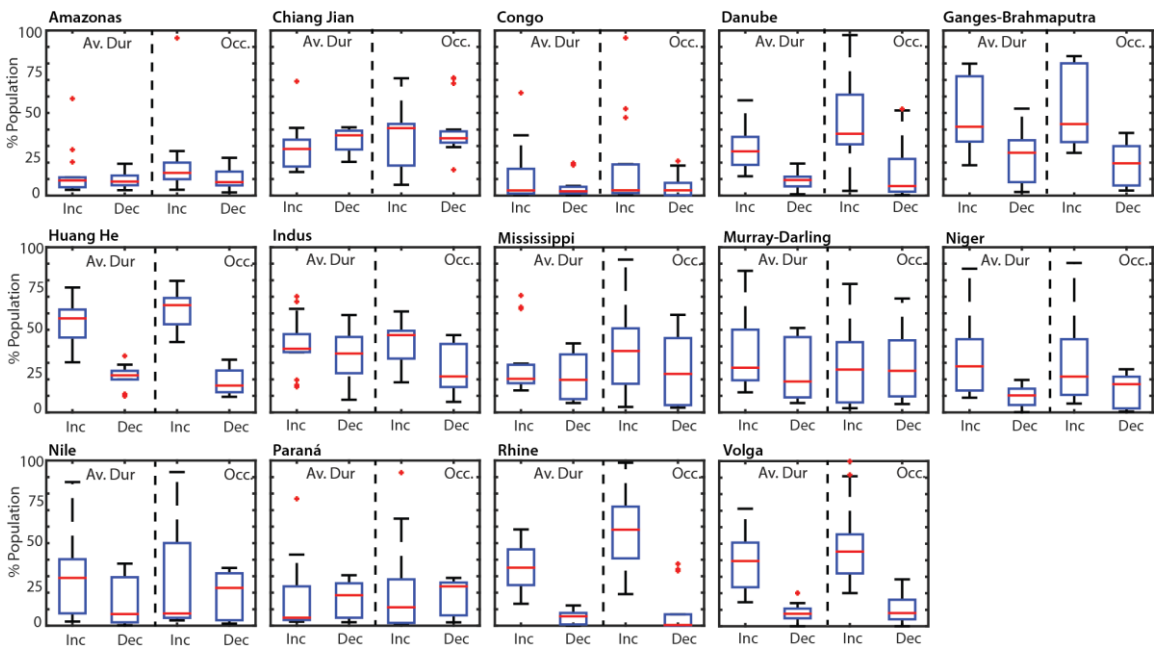 Amazonas Chiang Jian Congo Danube Ganges-Brahmaputra
100 Av. Dur Occ. Av. Dur Occ. Av. Dur Occ. Av. Dur Occ. Av. Dur Occ.
75
50
25
0
% Population
Inc Dec Inc Dec Inc Dec Inc Dec Inc Dec Inc Dec Inc Dec Inc Dec Inc Dec Inc Dec
Huang He Indus Mississippi Murray-Darling Niger
100 Av. Dur Occ. Av. Dur Occ. Av. Dur Occ. Av. Dur Occ. Av. Dur Occ.
75
50
25
0
% Population
Inc Dec Inc Dec Inc Dec Inc Dec Inc Dec Inc Dec Inc Dec Inc Dec Inc Dec Inc Dec
Nile Paraná Rhine Volga
100 Av. Dur Occ. Av. Dur Occ. Av. Dur Occ. Av. Dur Occ.
75
50
25
0
% Population
Inc Dec Inc Dec Inc Dec Inc Dec Inc Dec Inc Dec Inc Dec Inc Dec